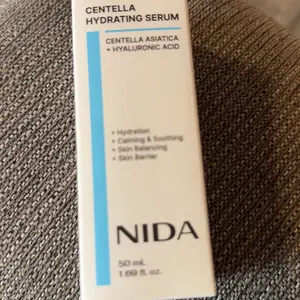 CENTELLA
HYDRATING SERUM
CENTELLA ASIATICA
+ HYALURONIC ACID
+ Hydration
+ Calming & Soothing
+ Skin Balancing
+ Skin Barrier
NIDA
50 mL
1.69 fl. oz.